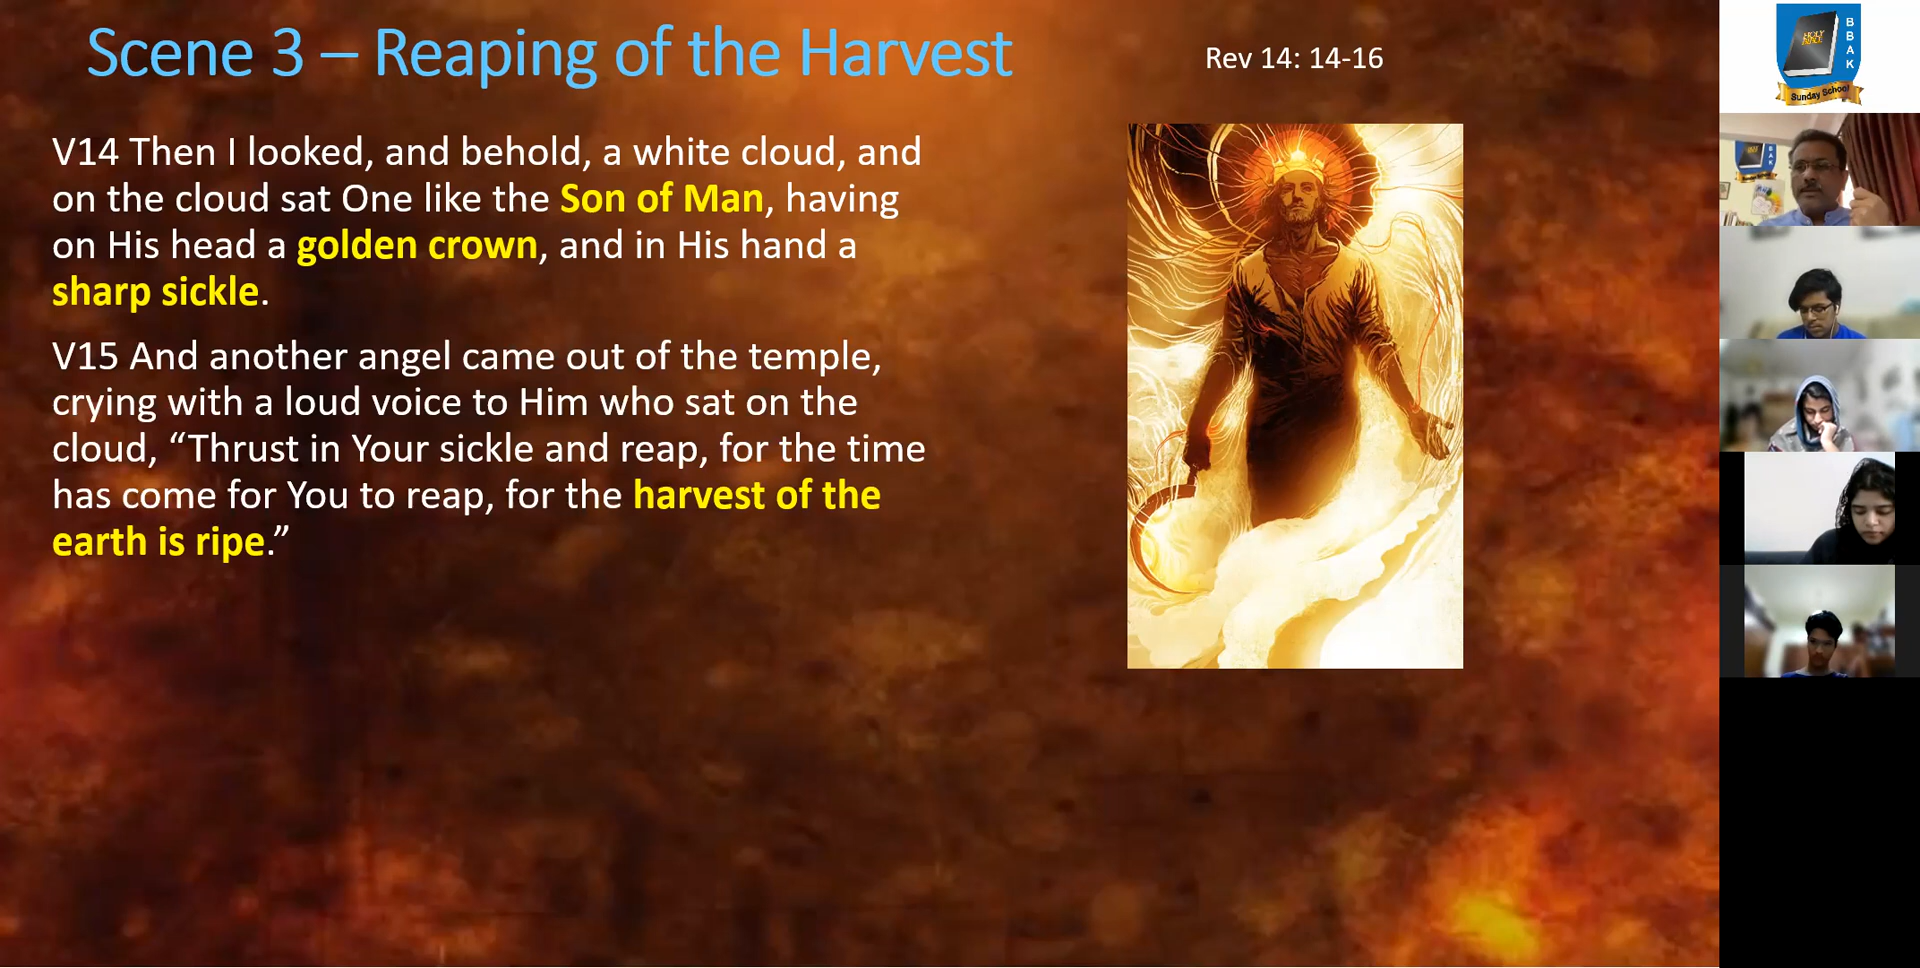 Scene 3 – Reaping of the Harvest
Rev 14: 14-16
V14 Then I looked, and behold, a white cloud, and
on the cloud sat One like the Son of Man, having
on His head a golden crown, and in His hand a
sharp sickle.
V15 And another angel came out of the temple,
crying with a loud voice to Him who sat on the
cloud, “Thrust in Your sickle and reap, for the time
has come for You to reap, for the harvest of the
earth is ripe.”
HOLY
BIBLE
BBAK
Sunday School